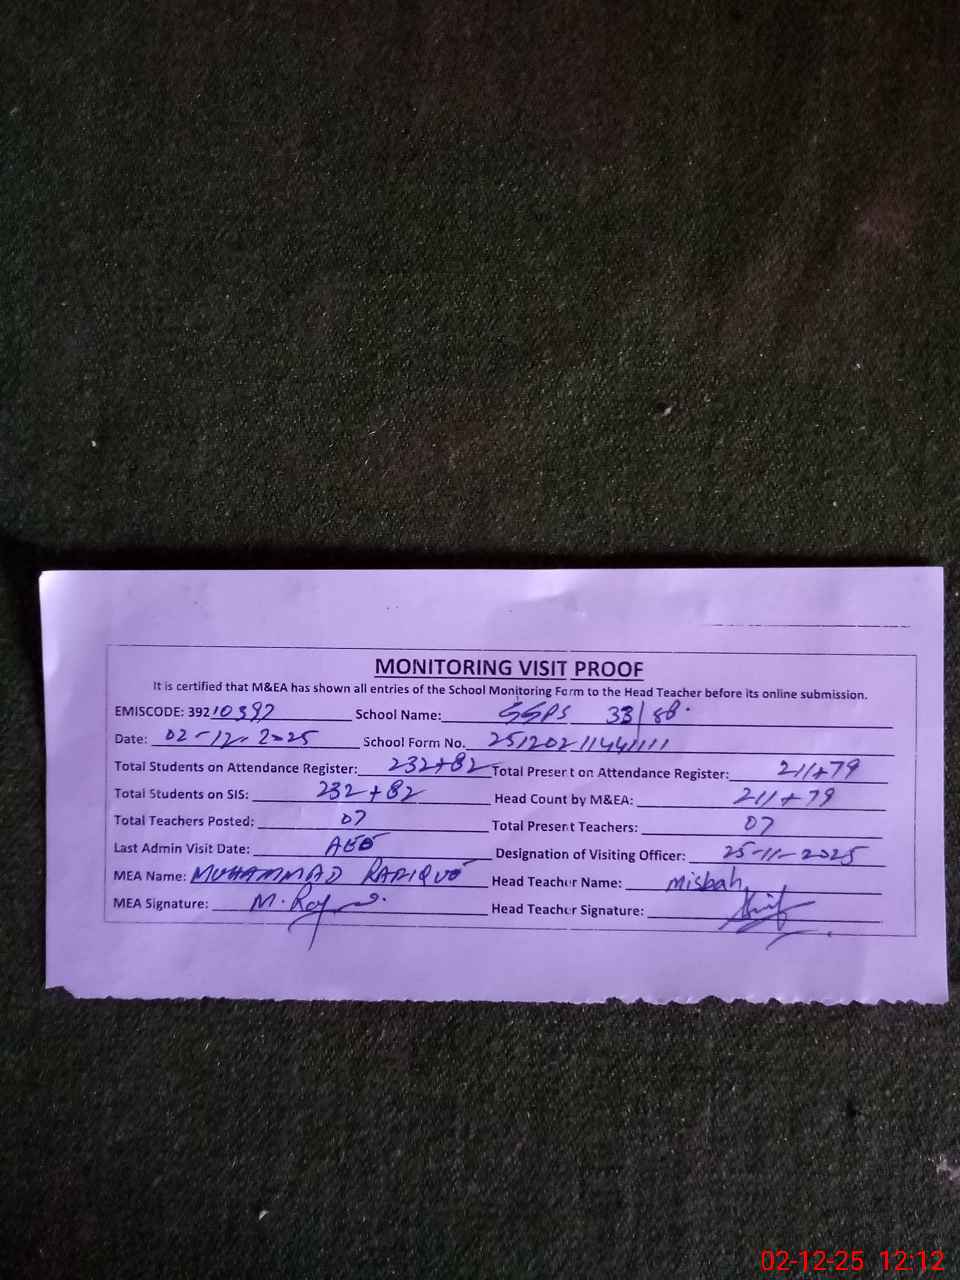 MONITORING VISIT PROOF
It is certified that M&EA has shown all entries of the School Monitoring Form to the Head Teacher before its online submission.
EMISCODE: 39210397 School Name: GGPS 33/SB.
Date: 02-12-2025 School Form No. 251202114411111
Total Students on Attendance Register: 232+82 Total Present on Attendance Register: 211+79
Total Students on SIS: 232+82 Head Count by M&EA: 211+79
Total Teachers Posted: 07 Total Present Teachers: 07
Last Admin Visit Date: AEO Designation of Visiting Officer: 25-11-2025
MEA Name: MUHAMMAD Head Teacher Name: Misbah
MEA Signature: Head Teacher Signature:
02-12-25 12:12